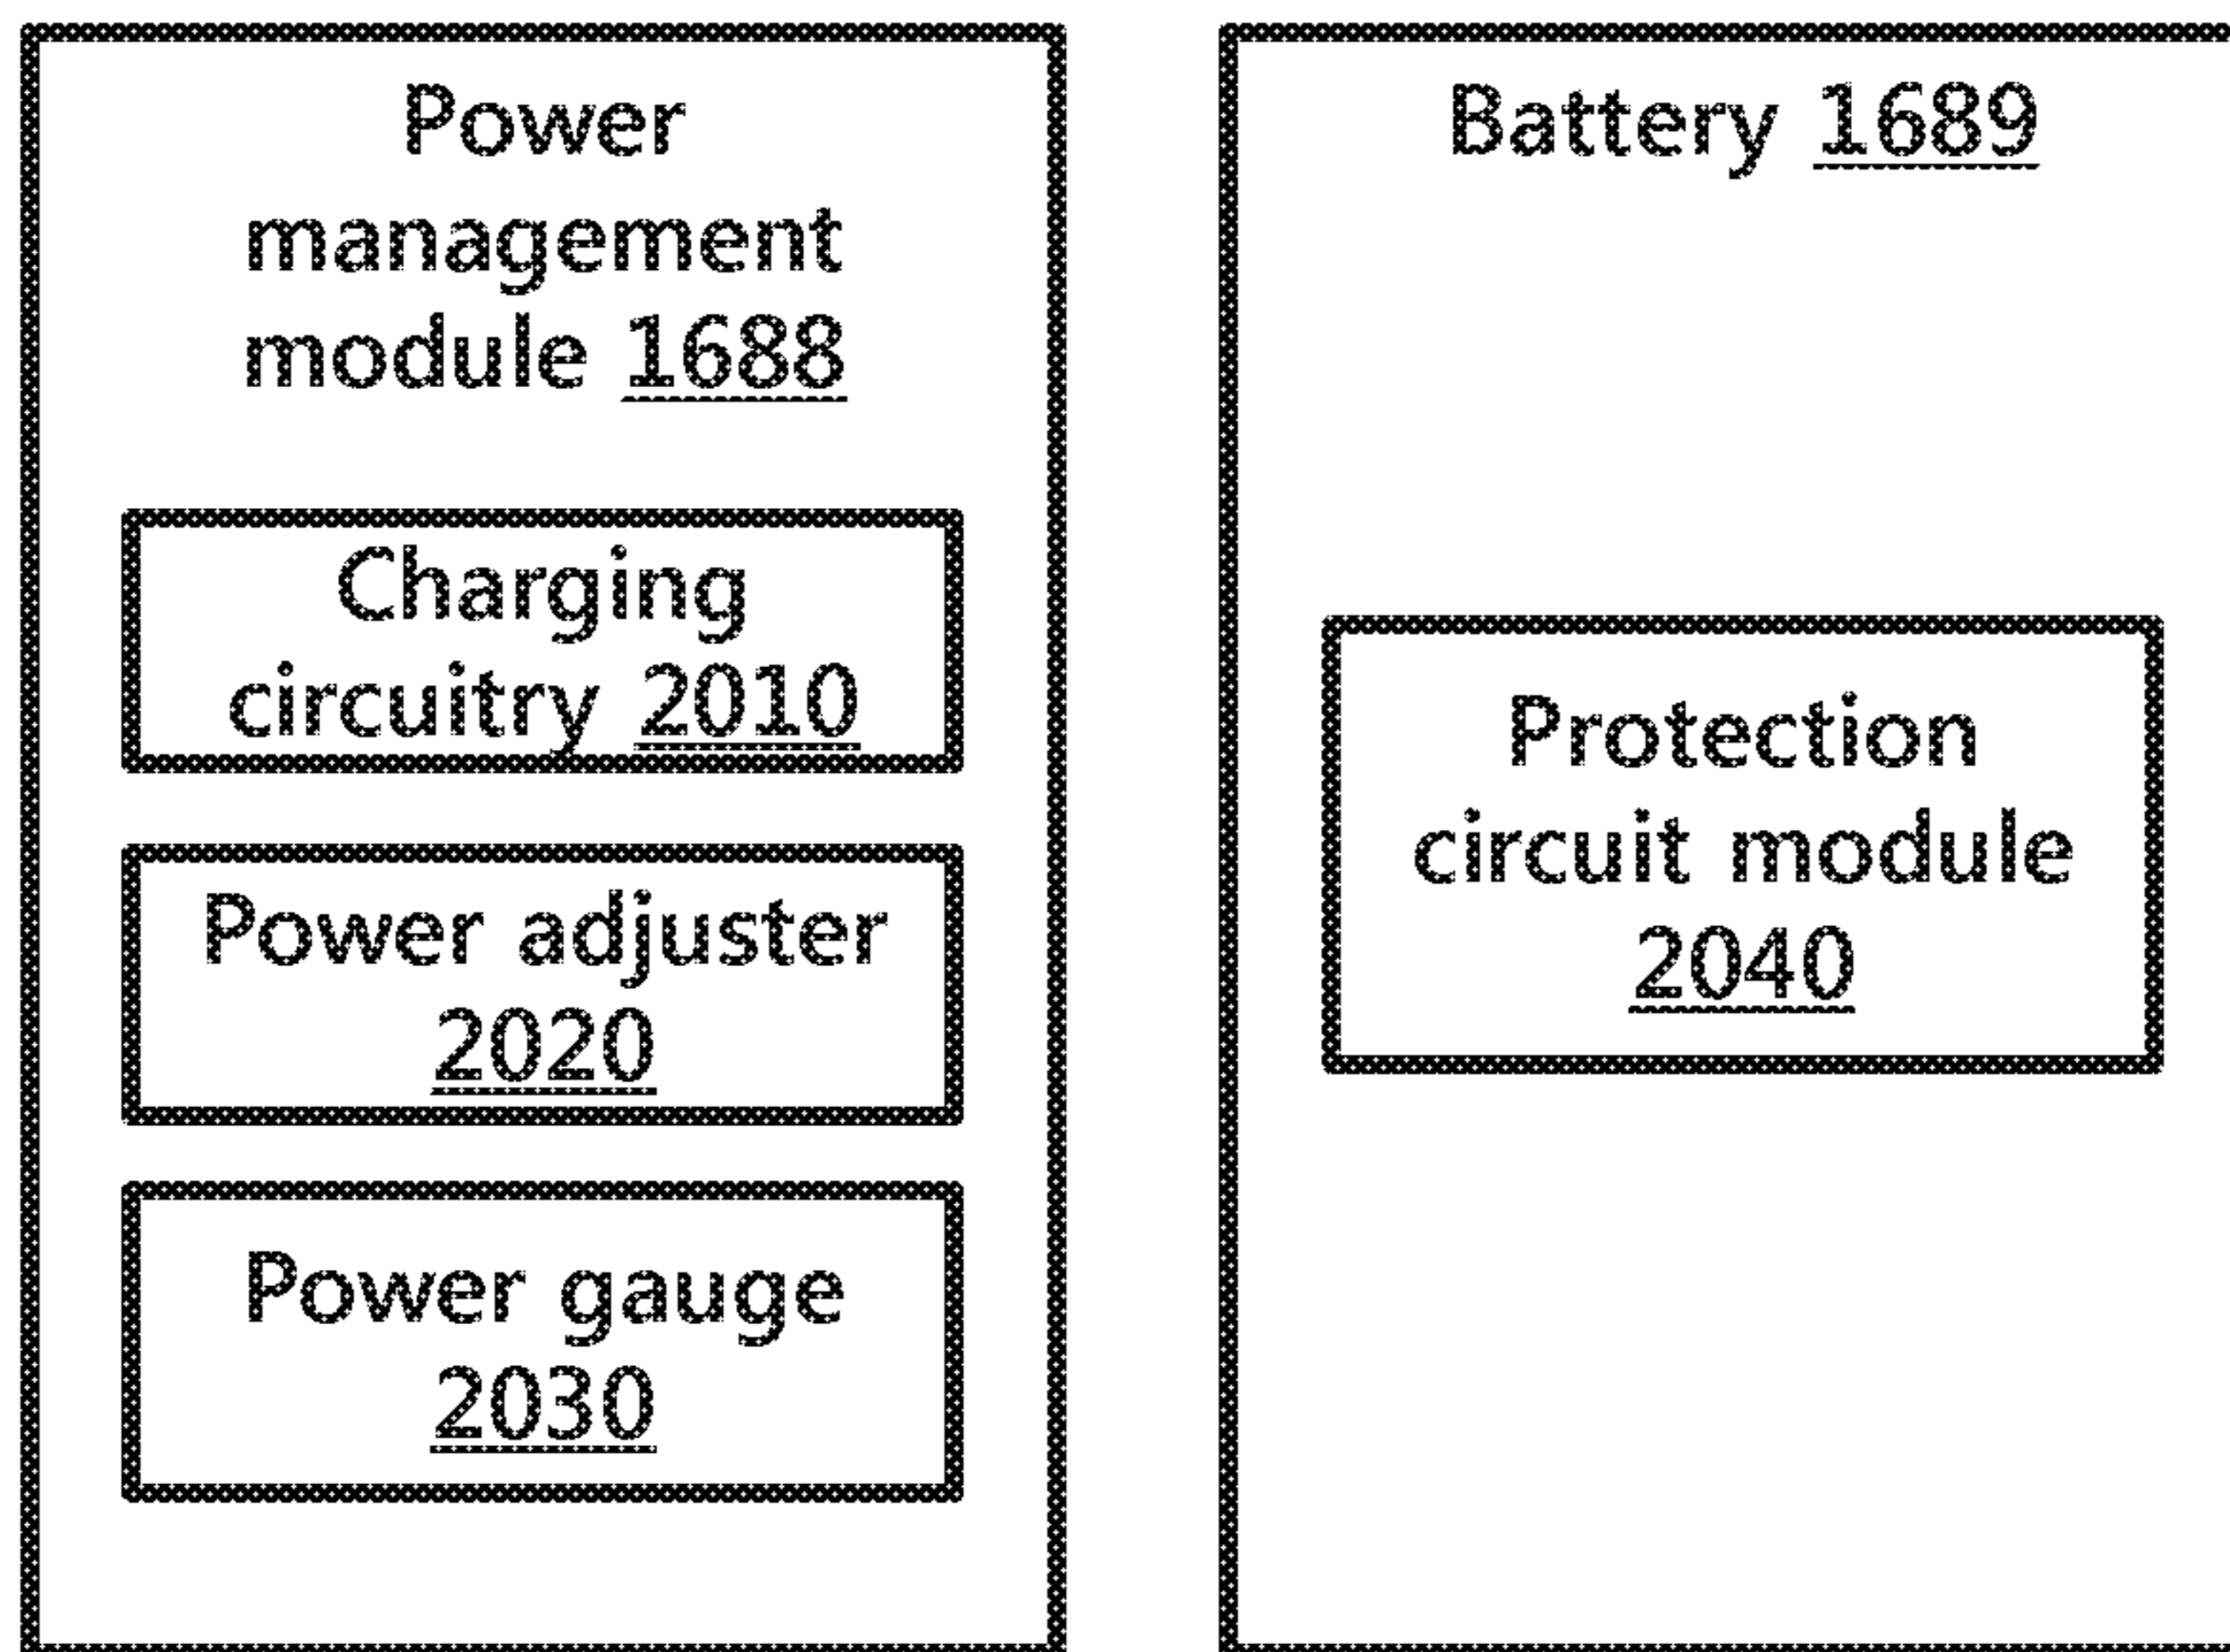 Power
management
module 1688
Charging
circuitry 2010
Power adjuster
2020
Power gauge
2030
Battery 1689
Protection
circuit module
2040